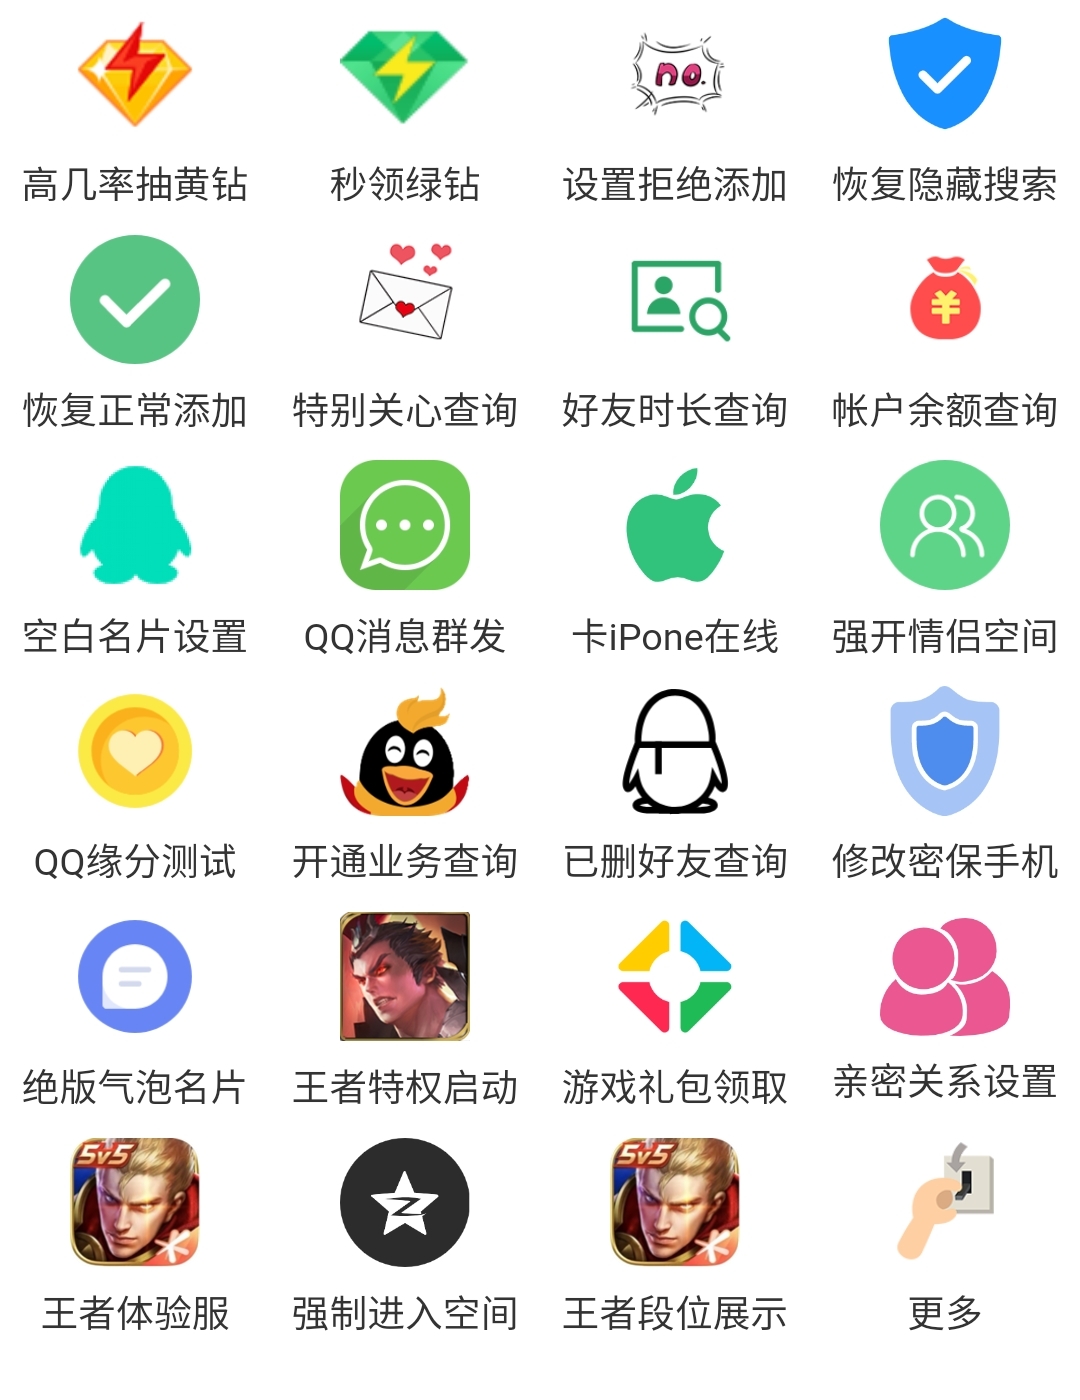 no.
高几率抽黄钻
秒领绿钻
设置拒绝添加
恢复隐藏搜索
恢复正常添加
特别关心查询
好友时长查询
帐户余额查询
空白名片设置
QQ消息群发
卡iPone在线
强开情侣空间
QQ缘分测试
开通业务查询
已删好友查询
修改密保手机
绝版气泡名片
王者特权启动
游戏礼包领取
亲密关系设置
5v5
5v5
王者体验服
强制进入空间
王者段位展示
更多